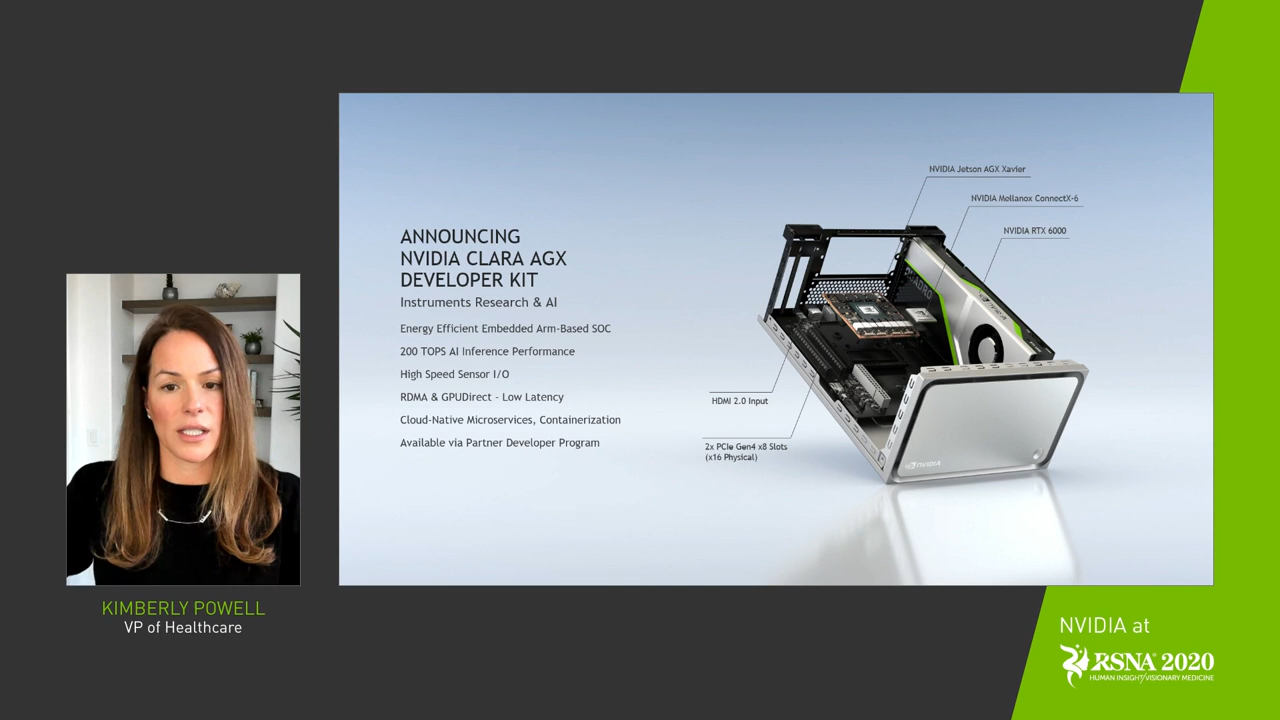 ANNOUNCING
NVIDIA CLARA AGX
DEVELOPER KIT
Instruments Research & AI
Energy Efficient Embedded Arm-Based SOC
200 TOPS AI Inference Performance
High Speed Sensor I/O
RDMA & GPUDirect - Low Latency
Cloud-Native Microservices, Containerization
Available via Partner Developer Program
NVIDIA Jetson AGX Xavier
NVIDIA Mellanox ConnectX-6
NVIDIA RTX 6000
QUADRO
HDMI 2.0 Input
2x PCIe Gen4 x8 Slots
(x16 Physical)
NVIDIA
KIMBERLY POWELL
VP of Healthcare
NVIDIA at
RSNA® 2020
HUMAN INSIGHT/VISIONARY MEDICINE